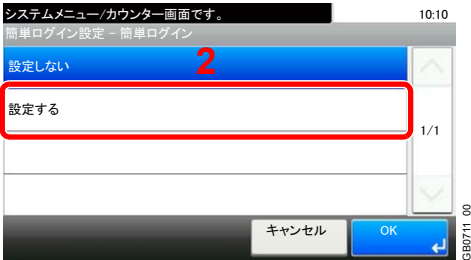 システムメニュー/カウンター画面です。 10:10
簡単ログイン設定 - 簡単ログイン
設定しない 2
設定する
1/1
キャンセル OK
GB0711_00